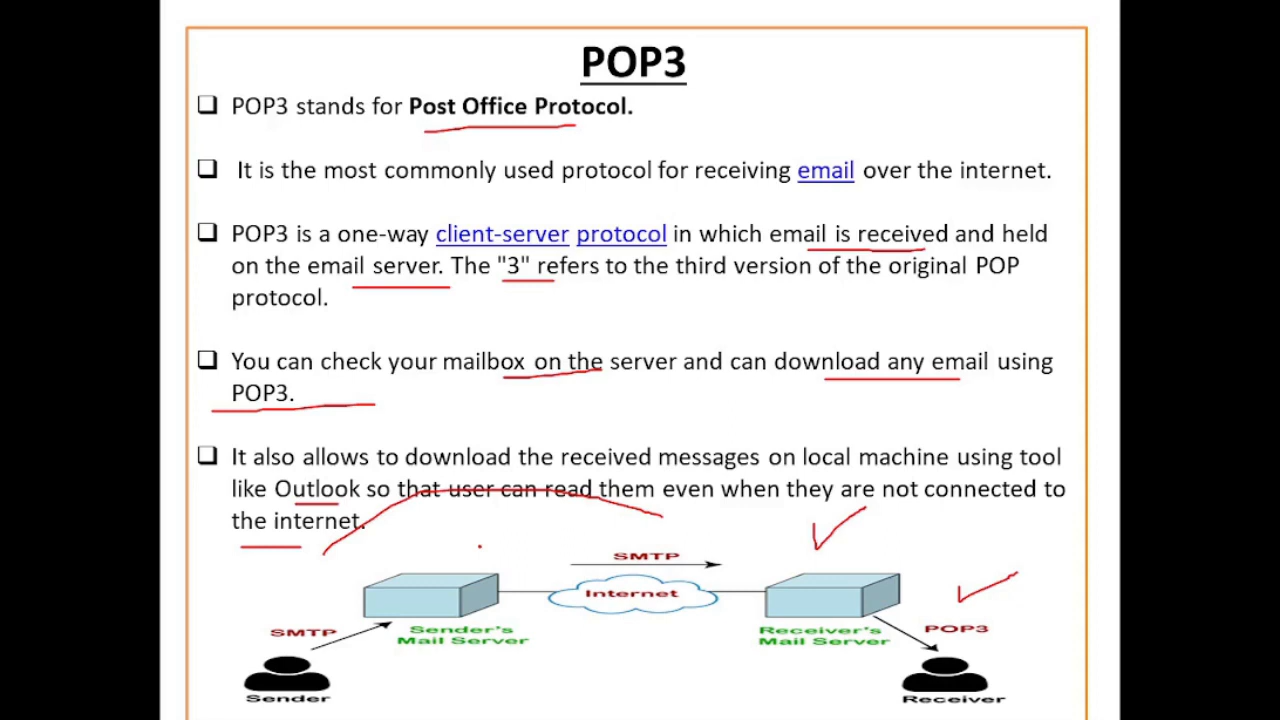 POP3
❑ POP3 stands for Post Office Protocol.
❑ It is the most commonly used protocol for receiving email over the internet.
❑ POP3 is a one-way client-server protocol in which email is received and held
on the email server. The "3" refers to the third version of the original POP
protocol.
❑ You can check your mailbox on the server and can download any email using
POP3.
❑ It also allows to download the received messages on local machine using tool
like Outlook so that user can read them even when they are not connected to
the internet.
SMTP
Internet
SMTP
Sender's
Mail Server
Receiver's
Mail Server
POP3
Sender
Receiver